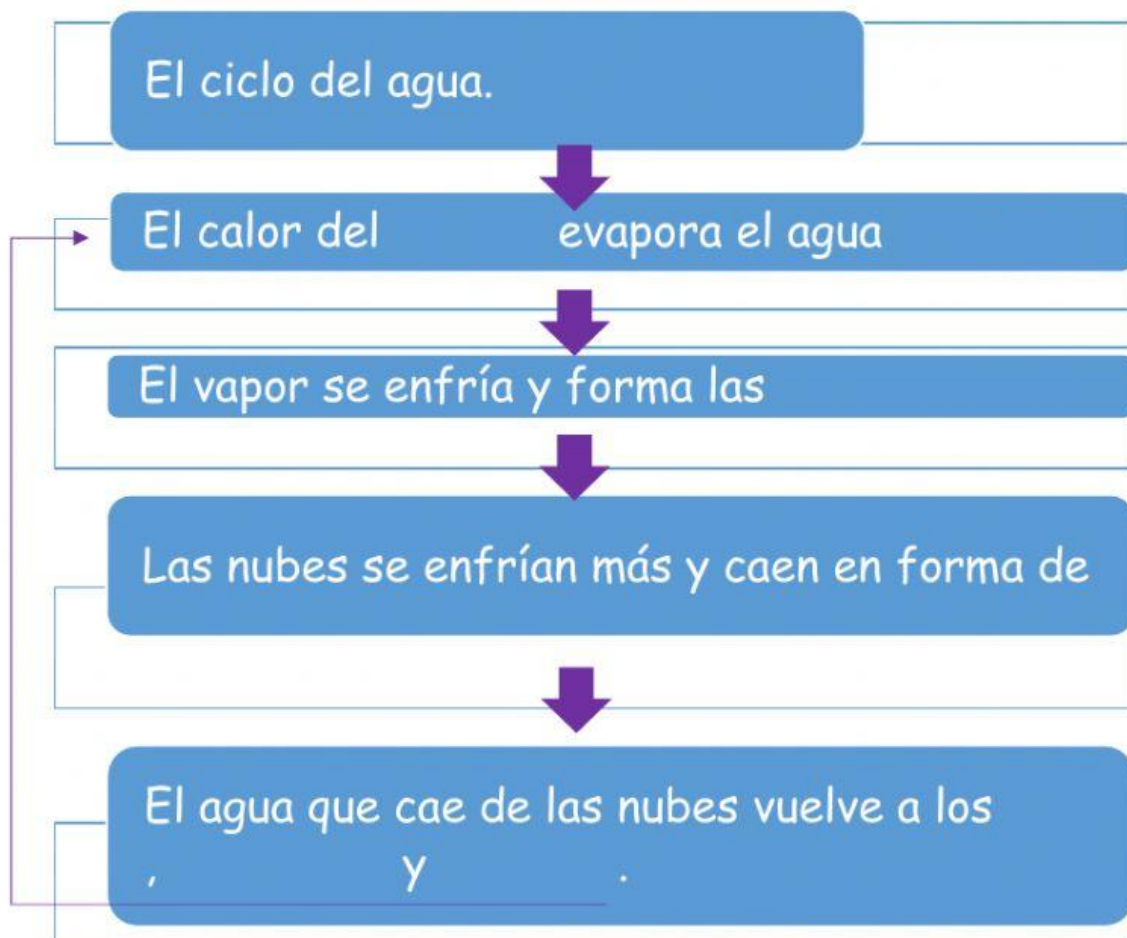 El ciclo del agua.
El calor del evapora el agua
El vapor se enfría y forma las
Las nubes se enfrían más y caen en forma de
El agua que cae de las nubes vuelve a los
, y .